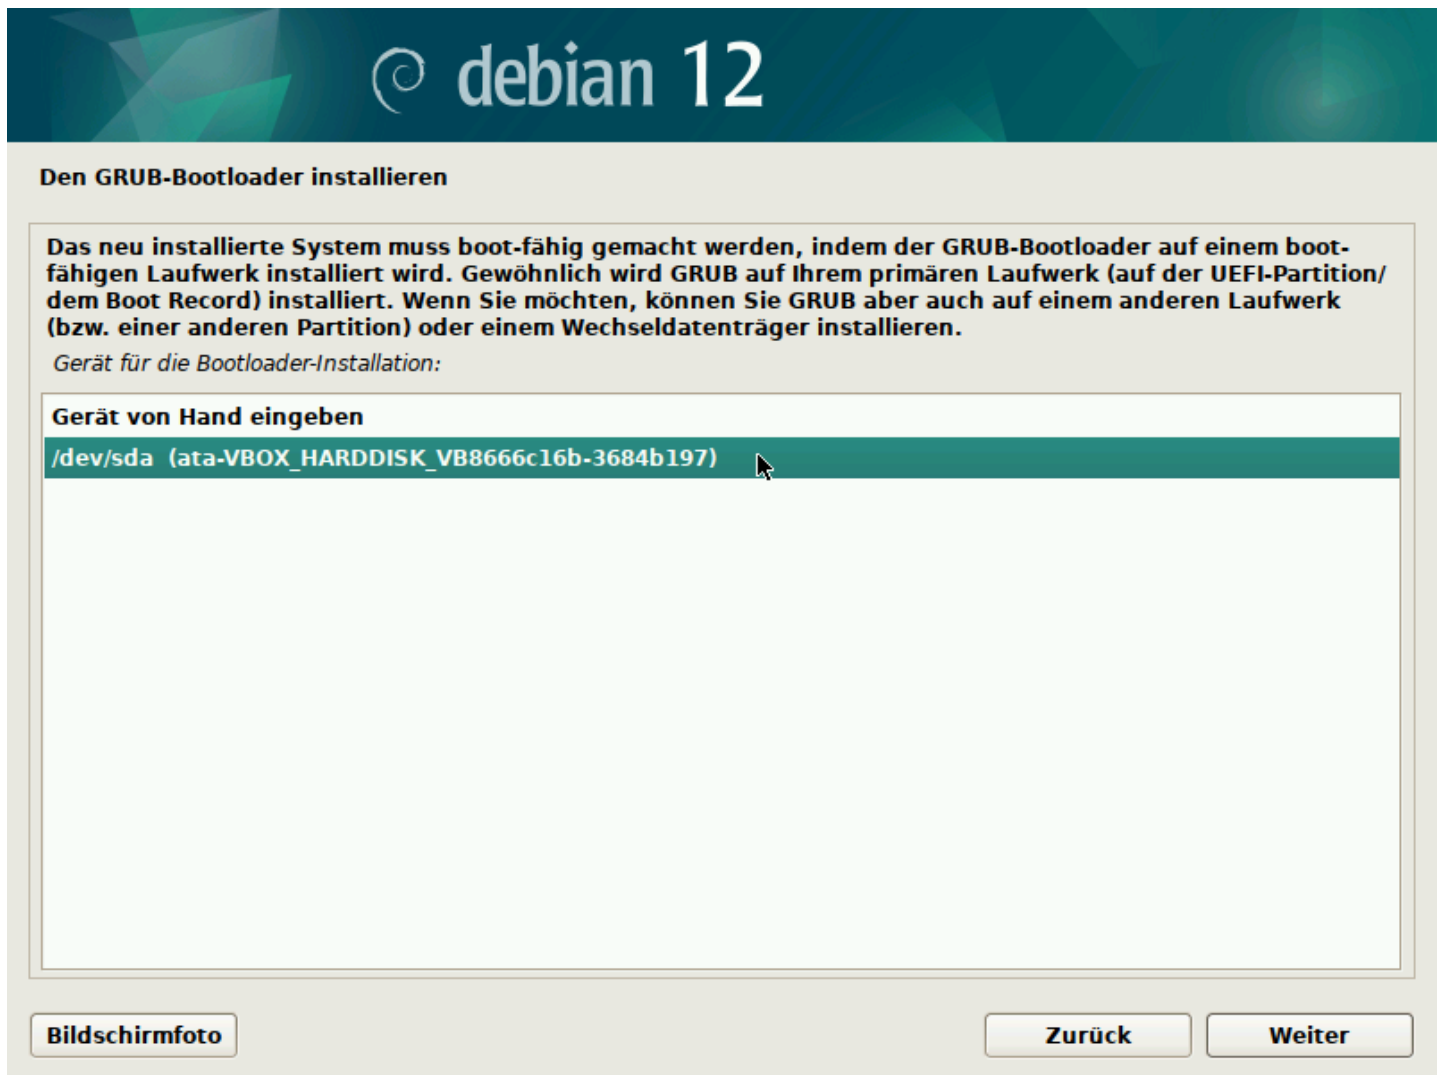 debian 12
Den GRUB-Bootloader installieren
Das neu installierte System muss boot-fähig gemacht werden, indem der GRUB-Bootloader auf einem boot-
fähigen Laufwerk installiert wird. Gewöhnlich wird GRUB auf Ihrem primären Laufwerk (auf der UEFI-Partition/
dem Boot Record) installiert. Wenn Sie möchten, können Sie GRUB aber auch auf einem anderen Laufwerk
(bzw. einer anderen Partition) oder einem Wechseldatenträger installieren.
Gerät für die Bootloader-Installation:
Gerät von Hand eingeben
/dev/sda (ata-VBOX_HARDDISK_VB8666c16b-3684b197)
Bildschirmfoto Zurück Weiter